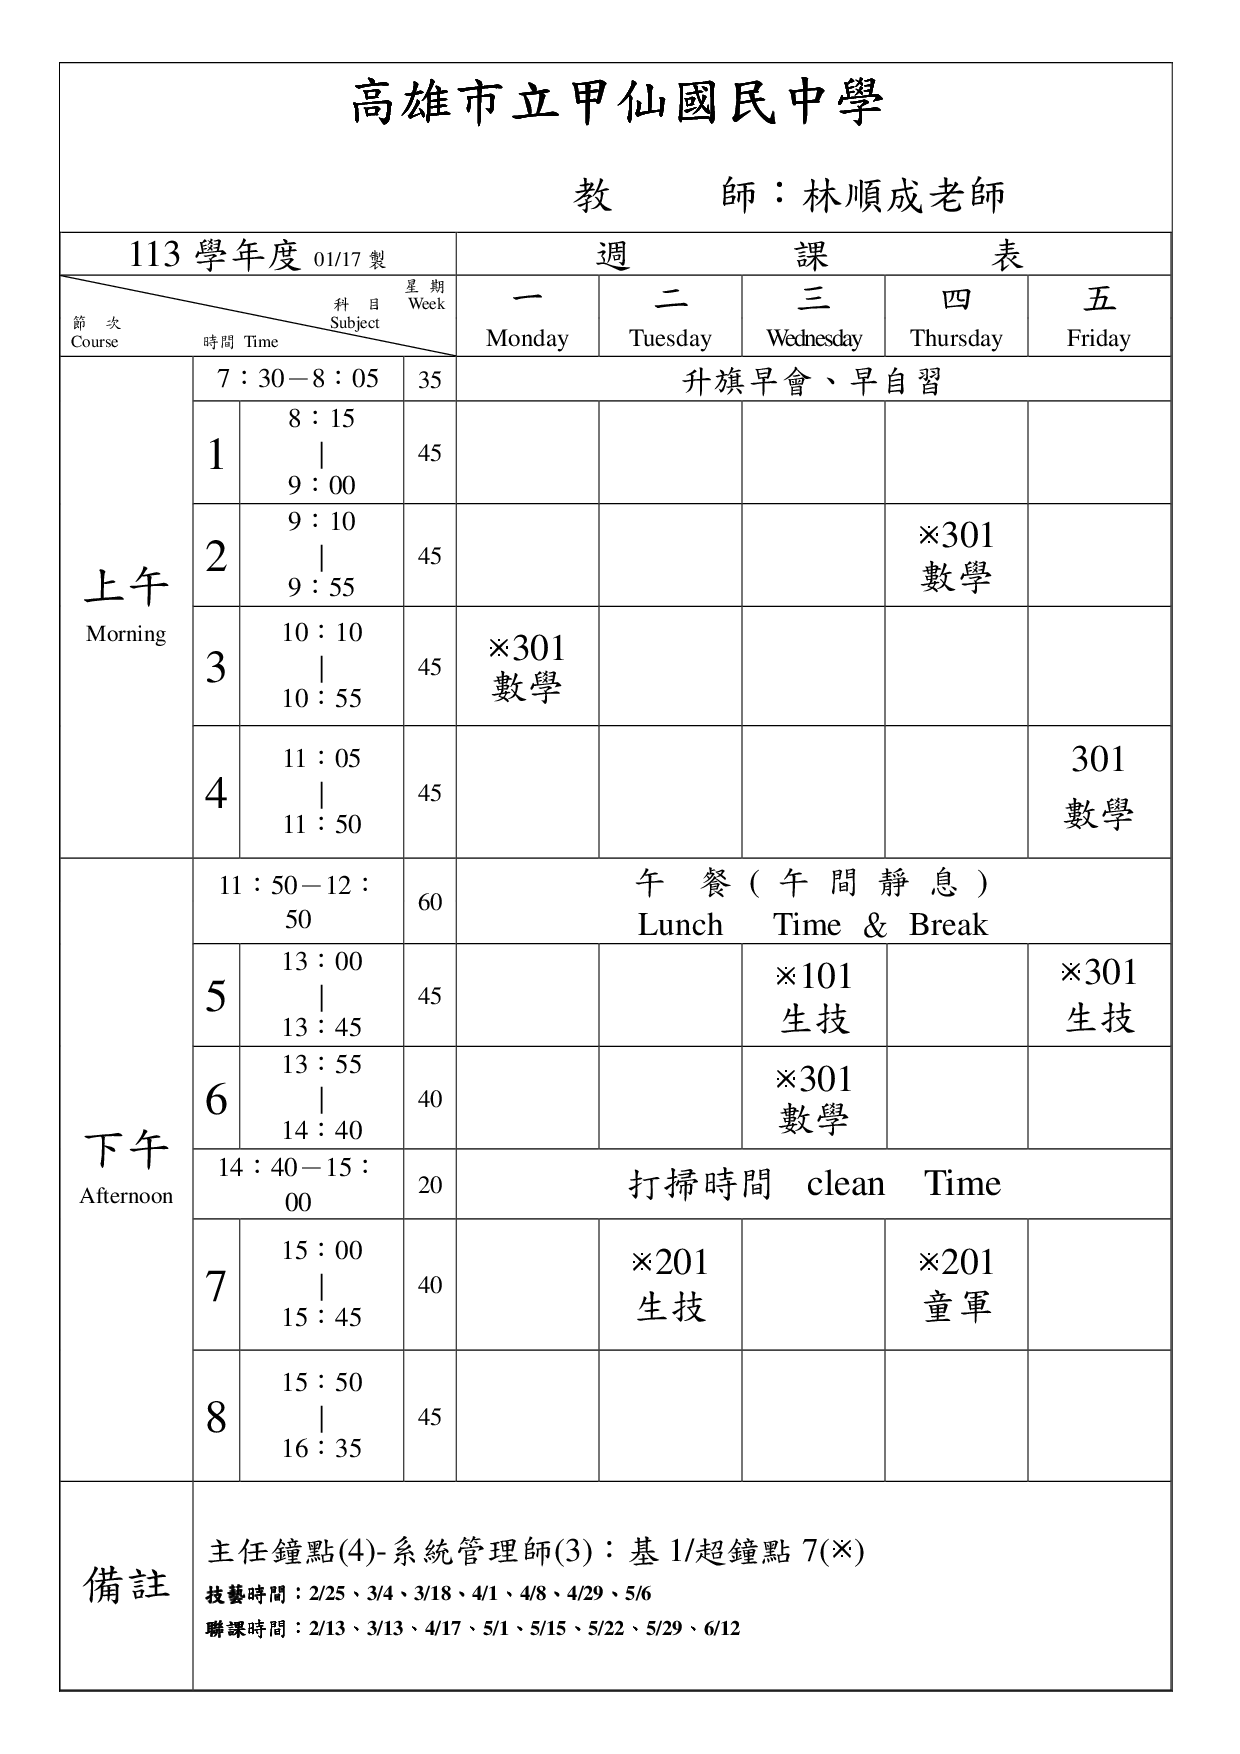 高雄市立甲仙國民中學
教　　師：林順成老師
113 學年度 01/17 製
週　課　表
星 期
Week
科 目
Subject
節 次
Course
時間 Time
一 二 三 四 五
Monday Tuesday Wednesday Thursday Friday
上午
Morning
7：30－8：05 35 升旗早會、早自習
1
8：15
|
9：00
45
2
9：10
|
9：55
45
※301
數學
3
10：10
|
10：55
45
※301
數學
4
11：05
|
11：50
45
301
數學
下午
Afternoon
11：50－12：
50
60
午 餐 ( 午 間 靜 息 )
Lunch Time & Break
5
13：00
|
13：45
45
※101
生技
※301
生技
6
13：55
|
14：40
40
※301
數學
14：40－15：
00
20
打掃時間 clean Time
7
15：00
|
15：45
40
※201
生技
※201
童軍
8
15：50
|
16：35
45
備註
主任鐘點(4)-系統管理師(3)：基 1/超鐘點 7(※)
技藝時間：2/25、3/4、3/18、4/1、4/8、4/29、5/6
聯課時間：2/13、3/13、4/17、5/1、5/15、5/22、5/29、6/12